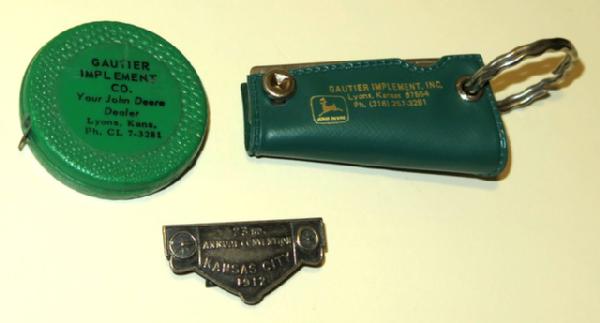 GAUTIER
IMPLEMENT
CO.
Your John Deere
Dealer
Lyons, Kans.
Ph. CL 7-3281
GAUTIER IMPLEMENT, INC.
Lyons, Kansas 67554
Ph. (316) 257-3281
JOHN DEERE
25TH
ANNUAL CONVENTION
KANSAS CITY
1912